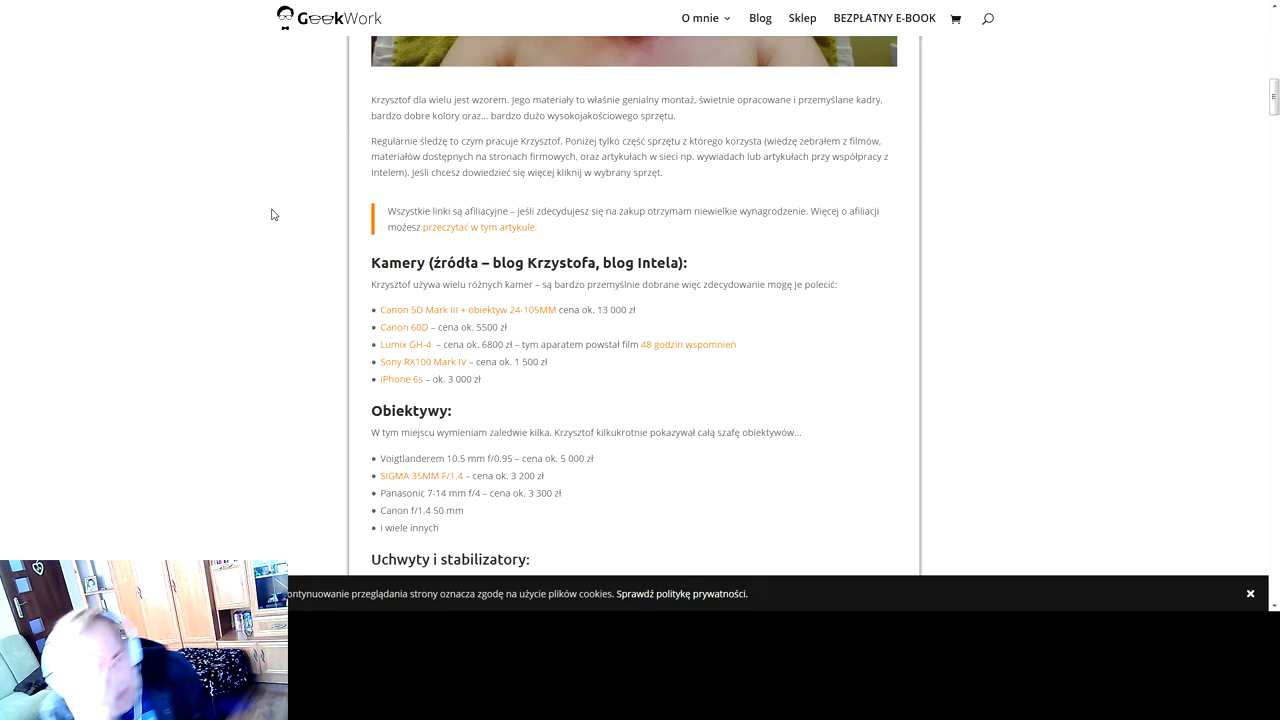 GeekWork
O mnie
Blog
Sklep
BEZPŁATNY E-BOOK
Krzysztof dla wielu jest wzorem. Jego materiały to właśnie genialny montaż, świetnie opracowane i przemyślane kadry,
bardzo dobre kolory oraz… bardzo dużo wysokojakościowego sprzętu.
Regularnie śledzę to czym pracuje Krzysztof. Poniżej tylko część sprzętu z którego korzysta (wiedzę zebrałem z filmów,
materiałów dostępnych na stronach firmowych, oraz artykułach w sieci np. wywiadach lub artykułach przy współpracy z
Intelem). Jeśli chcesz dowiedzieć się więcej kliknij w wybrany sprzęt.
Wszystkie linki są afiliacyjne – jeśli zdecydujesz się na zakup otrzymam niewielkie wynagrodzenie. Więcej o afiliacji
możesz przeczytać w tym artykule.
Kamery (źródła – blog Krzystofa, blog Intela):
Krzysztof używa wielu różnych kamer – są bardzo przemyślnie dobrane więc zdecydowanie mogę je polecić:
● Canon 5D Mark III + obiektyw 24-105MM cena ok. 13 000 zł
● Canon 60D – cena ok. 5500 zł
● Lumix GH-4 – cena ok. 6800 zł – tym aparatem powstał film 48 godzin wspomnień
● Sony RX100 Mark IV – cena ok. 1 500 zł
● iPhone 6s – ok. 3 000 zł
Obiektywy:
W tym miejscu wymieniam zaledwie kilka. Krzysztof kilkukrotnie pokazywał całą szafę obiektywów…
● Voigtlanderem 10.5 mm f/0.95 – cena ok. 5 000 zł
● SIGMA 35MM F/1.4 – cena ok. 3 200 zł
● Panasonic 7-14 mm f/4 – cena ok. 3 300 zł
● Canon f/1.4 50 mm
● i wiele innych
Uchwyty i stabilizatory:
ontynuowanie przeglądania strony oznacza zgodę na użycie plików cookies. Sprawdź politykę prywatności.